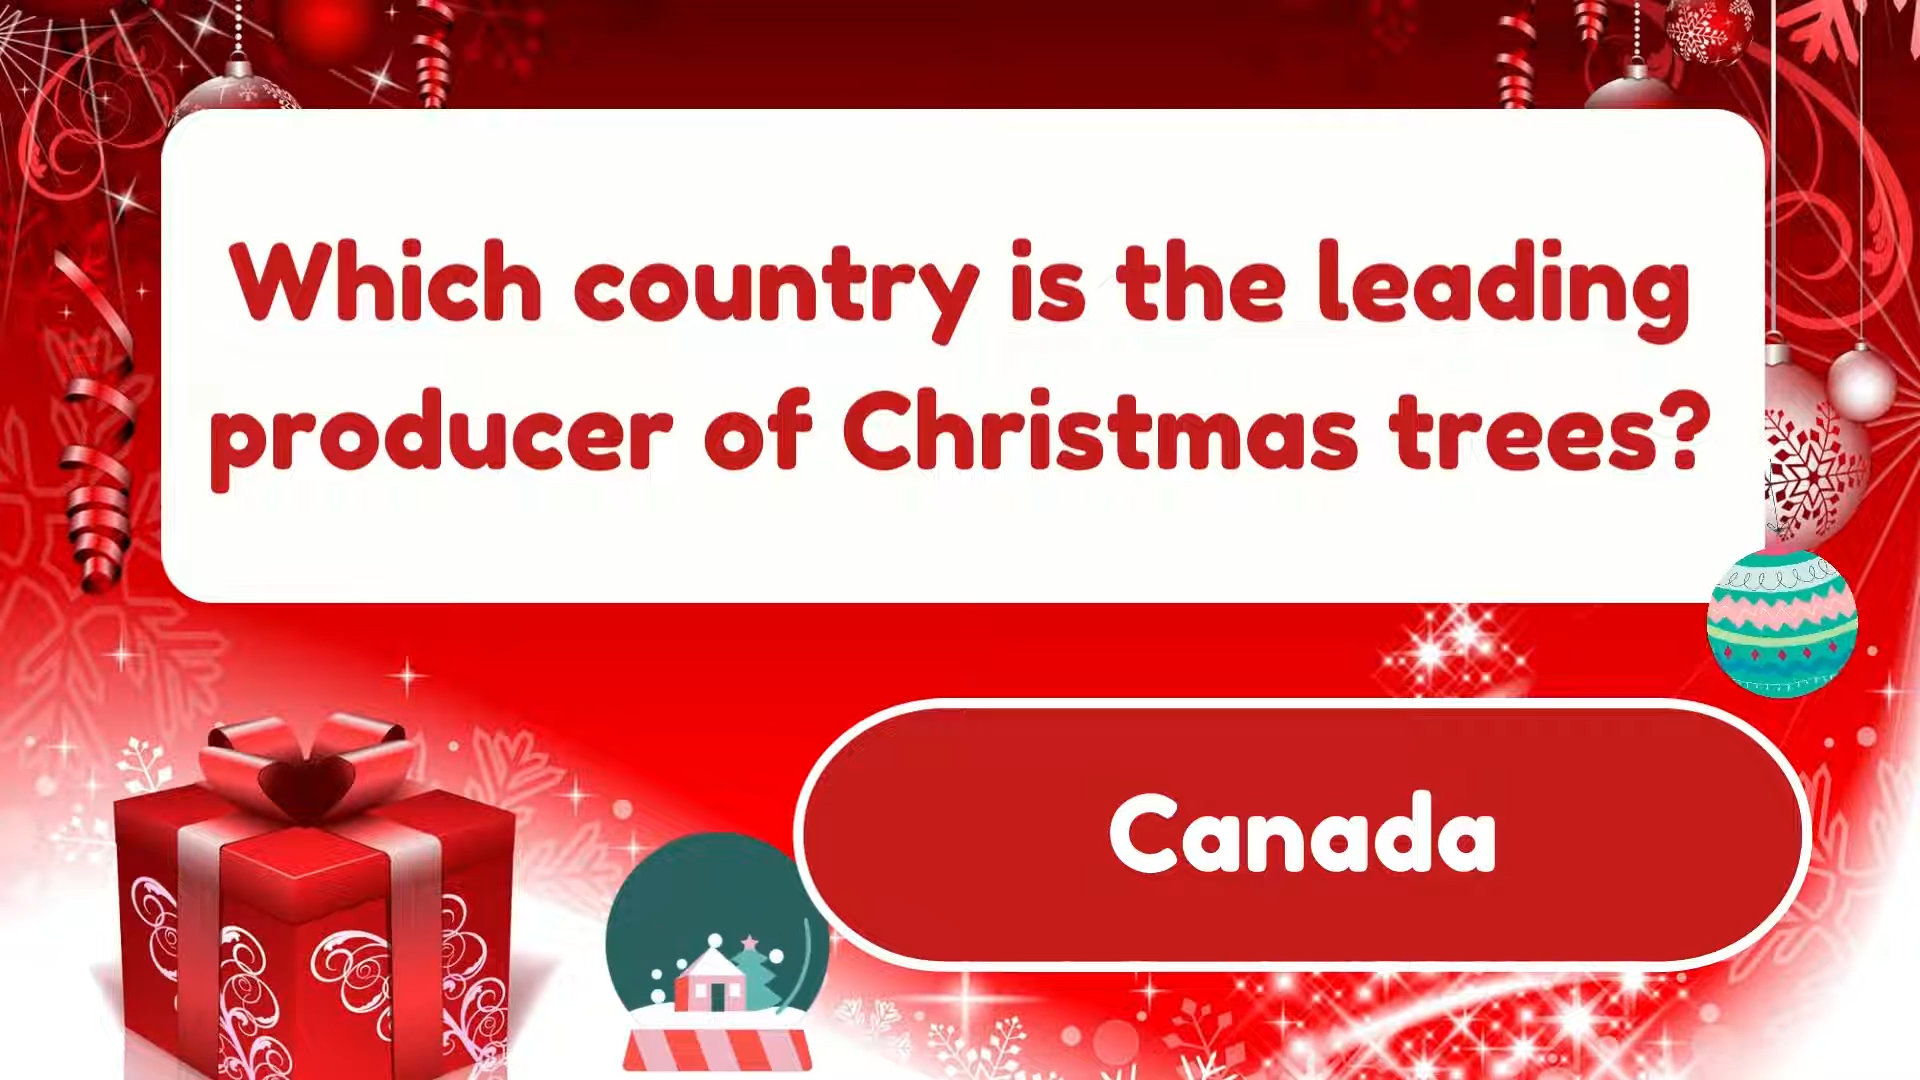 Which country is the leading
producer of Christmas trees?
Canada